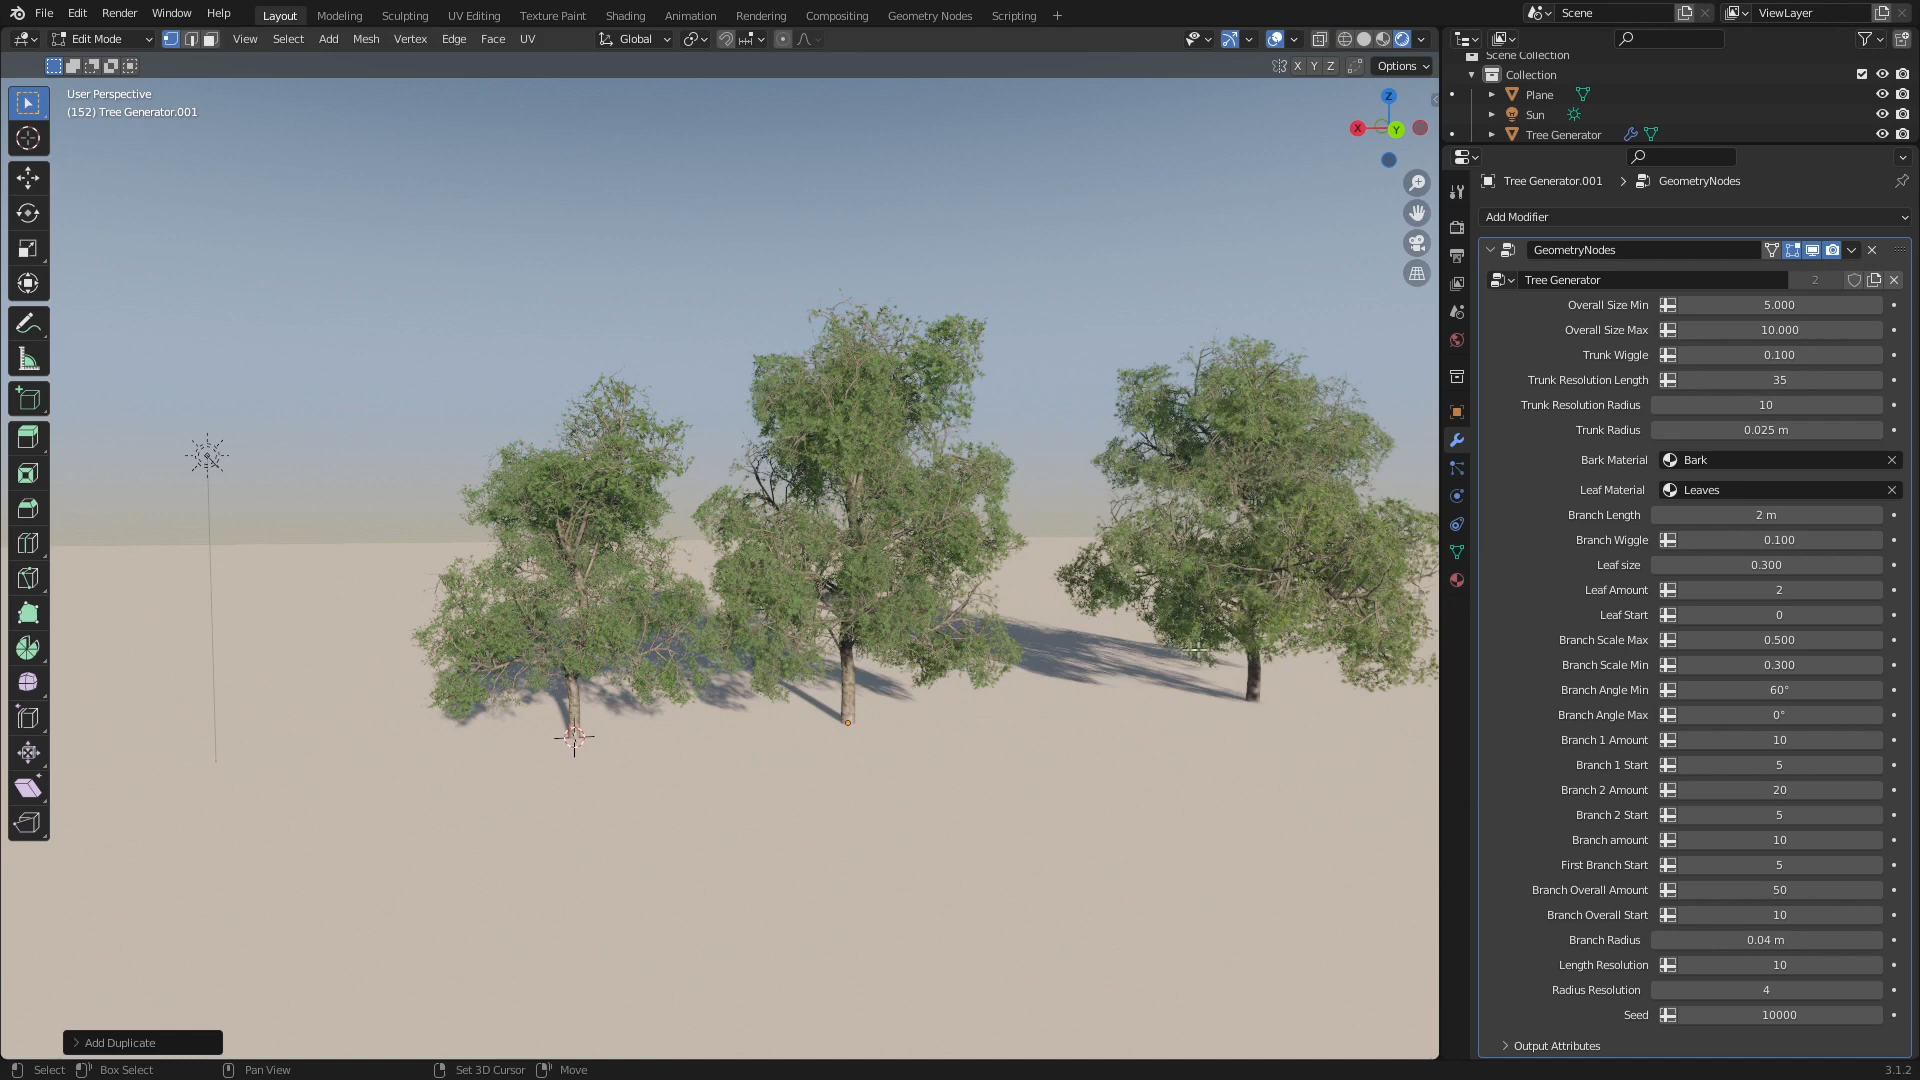 File Edit Render Window Help Layout Modeling Sculpting UV Editing Texture Paint Shading Animation Rendering Compositing Geometry Nodes Scripting + Scene ViewLayer
Edit Mode View Select Add Mesh Vertex Edge Face UV Global
X Y Z Options
User Perspective
(152) Tree Generator.001
Z
X
Y
Scene Collection
Collection
Plane
Sun
Tree Generator
Tree Generator.001 GeometryNodes
Add Modifier
GeometryNodes
Tree Generator 2
Overall Size Min 5.000
Overall Size Max 10.000
Trunk Wiggle 0.100
Trunk Resolution Length 35
Trunk Resolution Radius 10
Trunk Radius 0.025 m
Bark Material Bark
Leaf Material Leaves
Branch Length 2 m
Branch Wiggle 0.100
Leaf size 0.300
Leaf Amount 2
Leaf Start 0
Branch Scale Max 0.500
Branch Scale Min 0.300
Branch Angle Min 60°
Branch Angle Max 0°
Branch 1 Amount 10
Branch 1 Start 5
Branch 2 Amount 20
Branch 2 Start 5
Branch amount 10
First Branch Start 5
Branch Overall Amount 50
Branch Overall Start 10
Branch Radius 0.04 m
Length Resolution 10
Radius Resolution 4
Seed 10000
Output Attributes
Add Duplicate
Select Box Select Pan View Set 3D Cursor Move 3.1.2